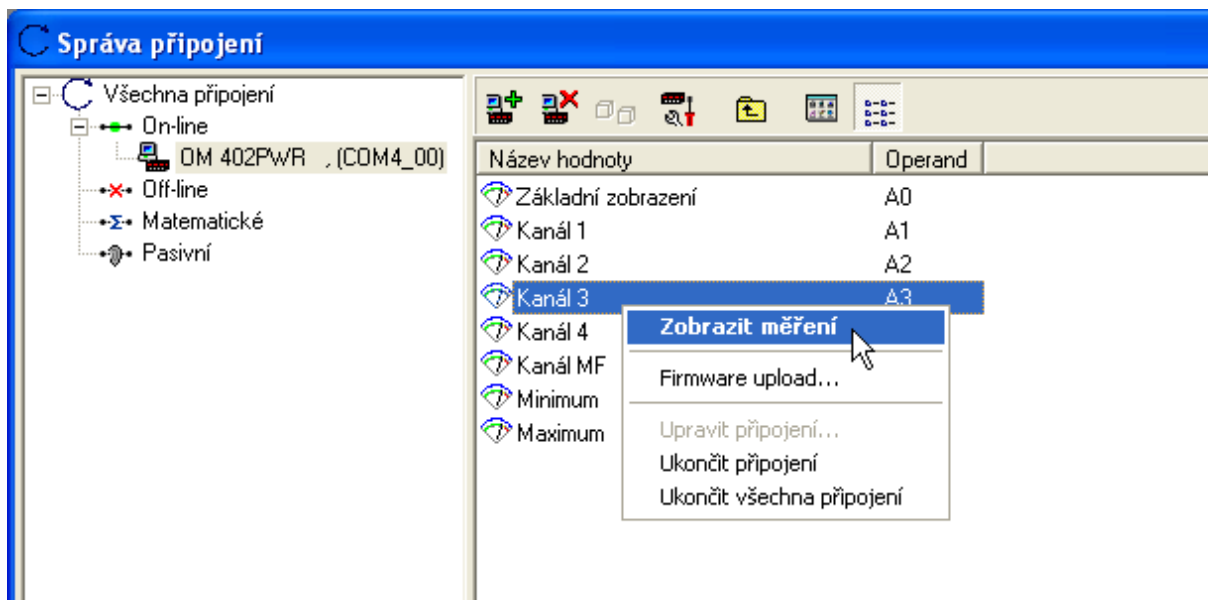 Správa připojení
Všechna připojení
On-line
OM 402PWR , (COM4_00)
Off-line
Matematické
Pasivní
Název hodnoty Operand
Základní zobrazení A0
Kanál 1 A1
Kanál 2 A2
Kanál 3 A3
Kanál 4
Kanál MF
Minimum
Maximum
Zobrazit měření
Firmware upload...
Upravit připojení...
Ukončit připojení
Ukončit všechna připojení